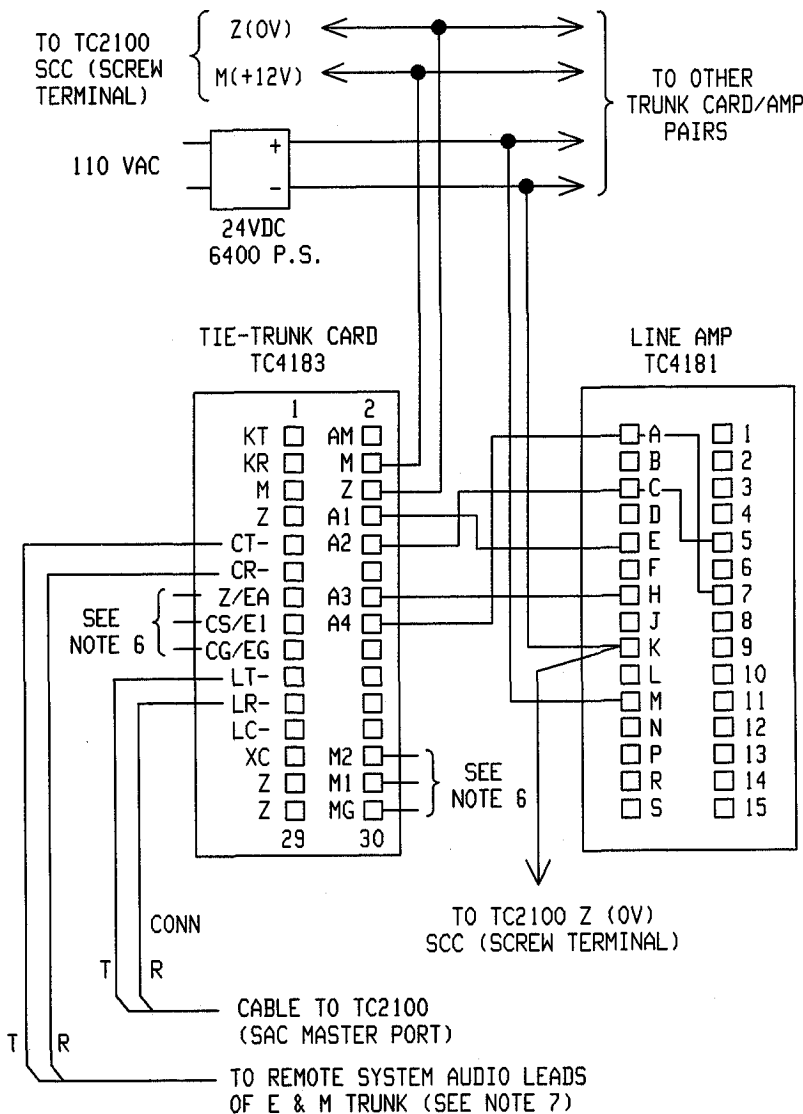 TO TC2100
SCC (SCREW
TERMINAL)
Z(0V)
M(+12V)
TO OTHER
TRUNK CARD/AMP
PAIRS
110 VAC
+
-
24VDC
6400 P.S.
TIE-TRUNK CARD
TC4183
1 2
KT AM
KR M
M Z
Z A1
CT- A2
CR-
Z/EA A3
CS/E1 A4
CG/EG
LT-
LR-
LC-
XC M2
Z M1
Z MG
29 30
SEE
NOTE 6
SEE
NOTE 6
LINE AMP
TC4181
A 1
B 2
C 3
D 4
E 5
F 6
H 7
J 8
K 9
L 10
M 11
N 12
P 13
R 14
S 15
TO TC2100 Z (0V)
SCC (SCREW TERMINAL)
CONN
T R
CABLE TO TC2100
(SAC MASTER PORT)
T R
TO REMOTE SYSTEM AUDIO LEADS
OF E & M TRUNK (SEE NOTE 7)